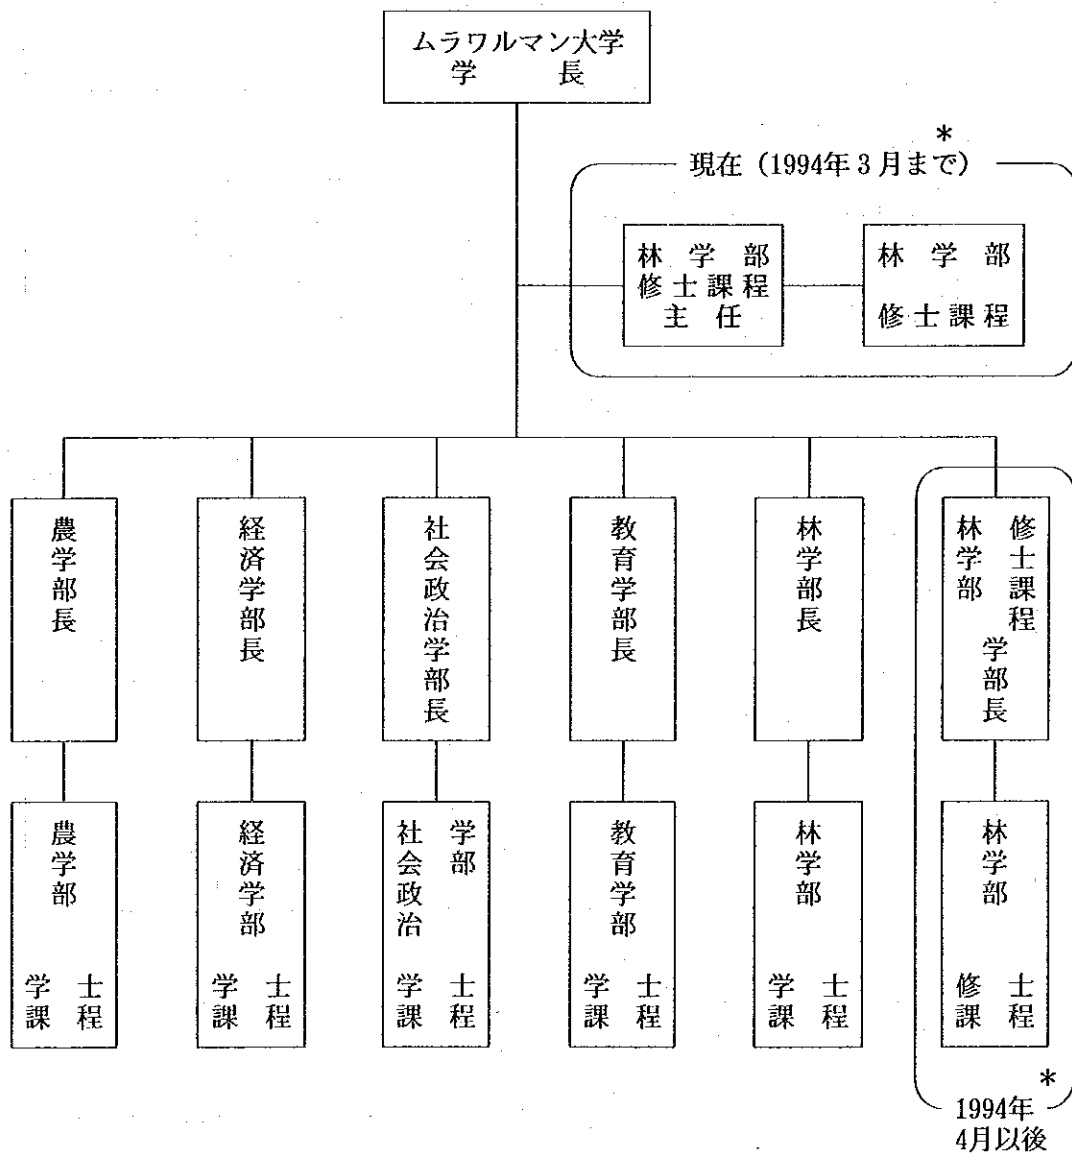 ムラワルマン大学
学　　長
*
現在（1994年3月まで）
林学部
修士課程
主任
林学部
修士課程
農学部長
経済学部長
社会政治学部長
教育学部長
林学部長
林学部
修士課程
学部長
農学部
学士
課程
経済学部
学士
課程
社会政治
学部
学士
課程
教育学部
学士
課程
林学部
学士
課程
林学部
修士
課程
*
1994年
4月以後